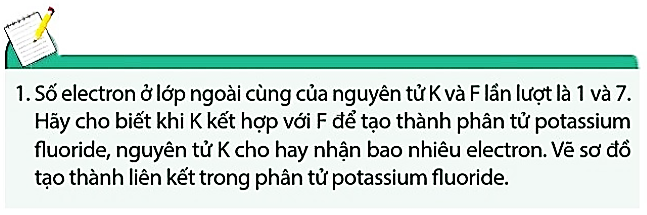 1. Số electron ở lớp ngoài cùng của nguyên tử K và F lần lượt là 1 và 7.
Hãy cho biết khi K kết hợp với F để tạo thành phân tử potassium
fluoride, nguyên tử K cho hay nhận bao nhiêu electron. Vẽ sơ đồ
tạo thành liên kết trong phân tử potassium fluoride.